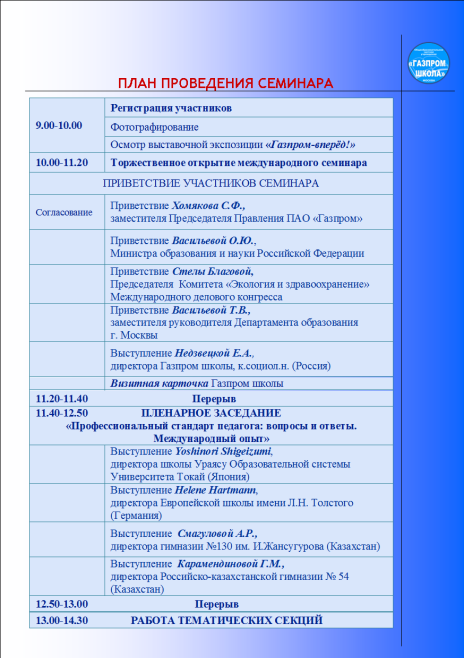 «ГАЗПРОМ
ШКОЛА»
ПЛАН ПРОВЕДЕНИЯ СЕМИНАРА
9.00-10.00
Регистрация участников
Фотографирование
Осмотр выставочной экспозиции «Газпром-вперёд!»
10.00-11.20 Торжественное открытие международного семинара
ПРИВЕТСТВИЕ УЧАСТНИКОВ СЕМИНАРА
Согласование
Приветствие Хомякова С.Ф.,
заместителя Председателя Правления ПАО «Газпром»
Приветствие Васильевой О.Ю.,
Министра образования и науки Российской Федерации
Приветствие Стелы Благовой,
Председателя Комитета «Экология и здравоохранение»
Международного делового конгресса
Приветствие Васильевой Т.В.,
заместителя руководителя Департамента образования
г. Москвы
Выступление Недзвецкой Е.А.,
директора Газпром школы, к.социол.н. (Россия)
Визитная карточка Газпром школы
11.20-11.40 Перерыв
11.40-12.50 ПЛЕНАРНОЕ ЗАСЕДАНИЕ
«Профессиональный стандарт педагога: вопросы и ответы.
Международный опыт»
Выступление Yoshinori Shigeizumi,
директора школы Ураясу Образовательной системы
Университета Токай (Япония)
Выступление Helene Hartmann,
директора Европейской школы имени Л.Н. Толстого
(Германия)
Выступление Смагуловой А.Р.,
директора гимназии №130 им. И.Жансугурова (Казахстан)
Выступление Карамендиновой Г.М.,
директора Российско-казахстанской гимназии № 54
(Казахстан)
12.50-13.00 Перерыв
13.00-14.30 РАБОТА ТЕМАТИЧЕСКИХ СЕКЦИЙ